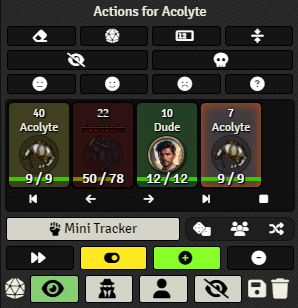 Actions for Acolyte
40 22 10 7
Acolyte Dude Acolyte
9 / 9 50 / 78 12 / 12 9 / 9
Mini Tracker